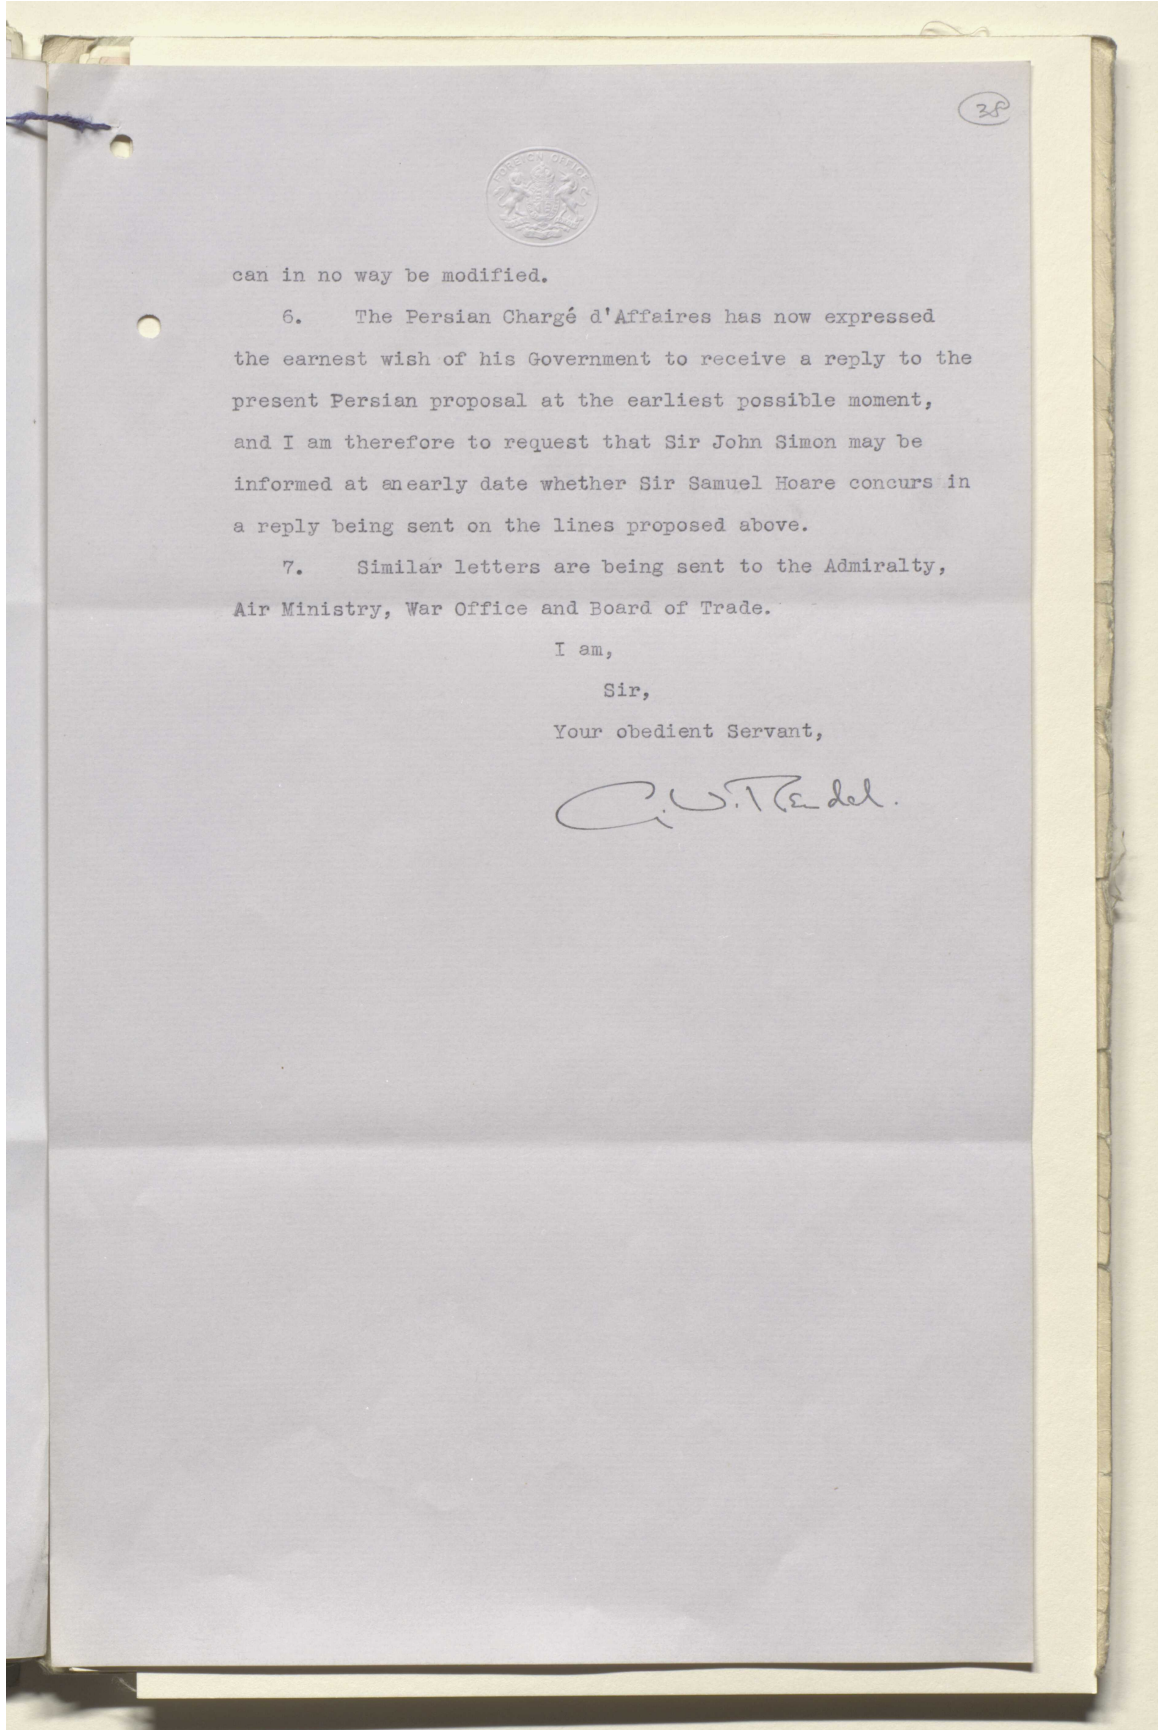 38
FOREIGN OFFICE
can in no way be modified.
6. The Persian Chargé d'Affaires has now expressed
the earnest wish of his Government to receive a reply to the
present Persian proposal at the earliest possible moment,
and I am therefore to request that Sir John Simon may be
informed at an early date whether Sir Samuel Hoare concurs in
a reply being sent on the lines proposed above.
7. Similar letters are being sent to the Admiralty,
Air Ministry, War Office and Board of Trade.
I am,
Sir,
Your obedient Servant,
G.W. Rendel.